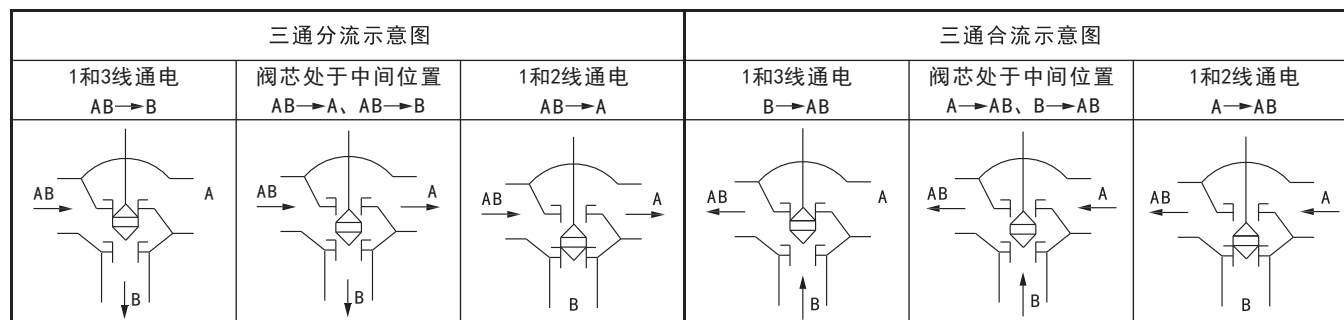 三通分流示意图 三通合流示意图
1和3线通电 阀芯处于中间位置 1和2线通电 1和3线通电 阀芯处于中间位置 1和2线通电
AB→B AB→A、AB→B AB→A B→AB A→AB、B→AB A→AB
AB A AB A AB A AB A AB A AB A
B B B B B B